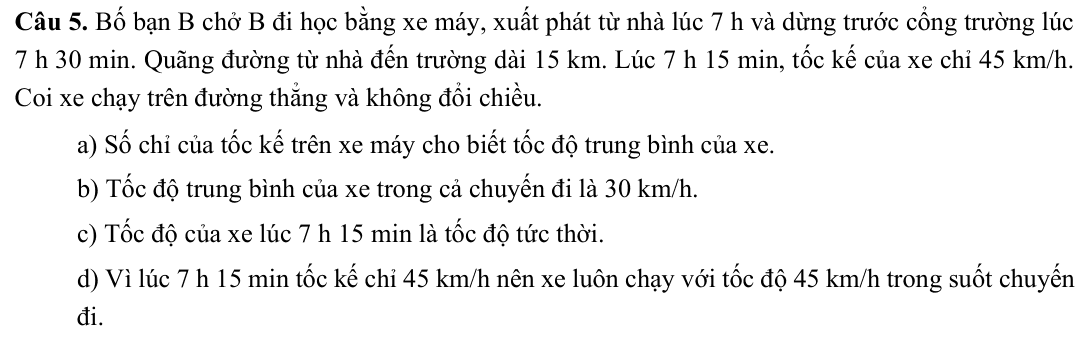 Câu 5. Bố bạn B chở B đi học bằng xe máy, xuất phát từ nhà lúc 7 h và dừng trước cổng trường lúc
7 h 30 min. Quãng đường từ nhà đến trường dài 15 km. Lúc 7 h 15 min, tốc kế của xe chỉ 45 km/h.
Coi xe chạy trên đường thẳng và không đổi chiều.
a) Số chỉ của tốc kế trên xe máy cho biết tốc độ trung bình của xe.
b) Tốc độ trung bình của xe trong cả chuyến đi là 30 km/h.
c) Tốc độ của xe lúc 7 h 15 min là tốc độ tức thời.
d) Vì lúc 7 h 15 min tốc kế chỉ 45 km/h nên xe luôn chạy với tốc độ 45 km/h trong suốt chuyến
đi.